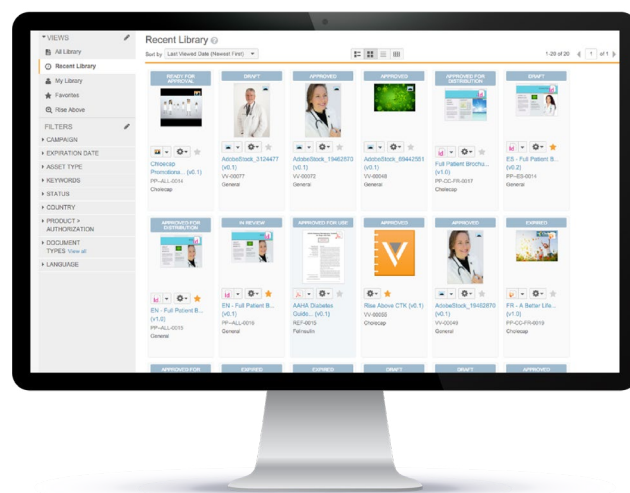 VIEWS
All Library
Recent Library
My Library
Favorites
Rise Above
FILTERS
CAMPAIGN
EXPIRATION DATE
ASSET TYPE
KEYWORDS
STATUS
COUNTRY
PRODUCT >
AUTHORIZATION
DOCUMENT
TYPES View all
LANGUAGE
Recent Library
Sort by Last Viewed Date (Newest First)
1-20 of 20 1 of 1
READY FOR
APPROVAL
Cholecap
Promotiona... (v0.1)
PP--ALL-0014
Cholecap
DRAFT
AdobeStock_3124477
(v0.1)
VV-00077
General
APPROVED
AdobeStock_19482870
(v0.1)
VV-00072
General
APPROVED
AdobeStock_69442581
(v0.1)
VV-00048
General
APPROVED FOR
DISTRIBUTION
Full Patient Brochu...
(v1.0)
PP-CC-FR-0017
Cholecap
DRAFT
ES - Full Patient B...
(v0.2)
PP--ES-0014
General
APPROVED FOR
DISTRIBUTION
EN - Full Patient B...
(v1.0)
PP--ALL-0015
General
IN REVIEW
EN - Full Patient B...
(v0.1)
PP--ALL-0016
General
APPROVED FOR USE
AAHA Diabetes
Guide... (v0.1)
REF-0015
Felinsulin
APPROVED
Rise Above CTK (v0.1)
VV-00055
Cholecap
APPROVED
AdobeStock_19482870
(v0.1)
VV-00049
General
EXPIRED
FR - A Better Life...
(v1.0)
PP-CC-FR-0019
Cholecap
APPROVED FOR
EXPIRED
EXPIRED
DRAFT
DRAFT
APPROVED